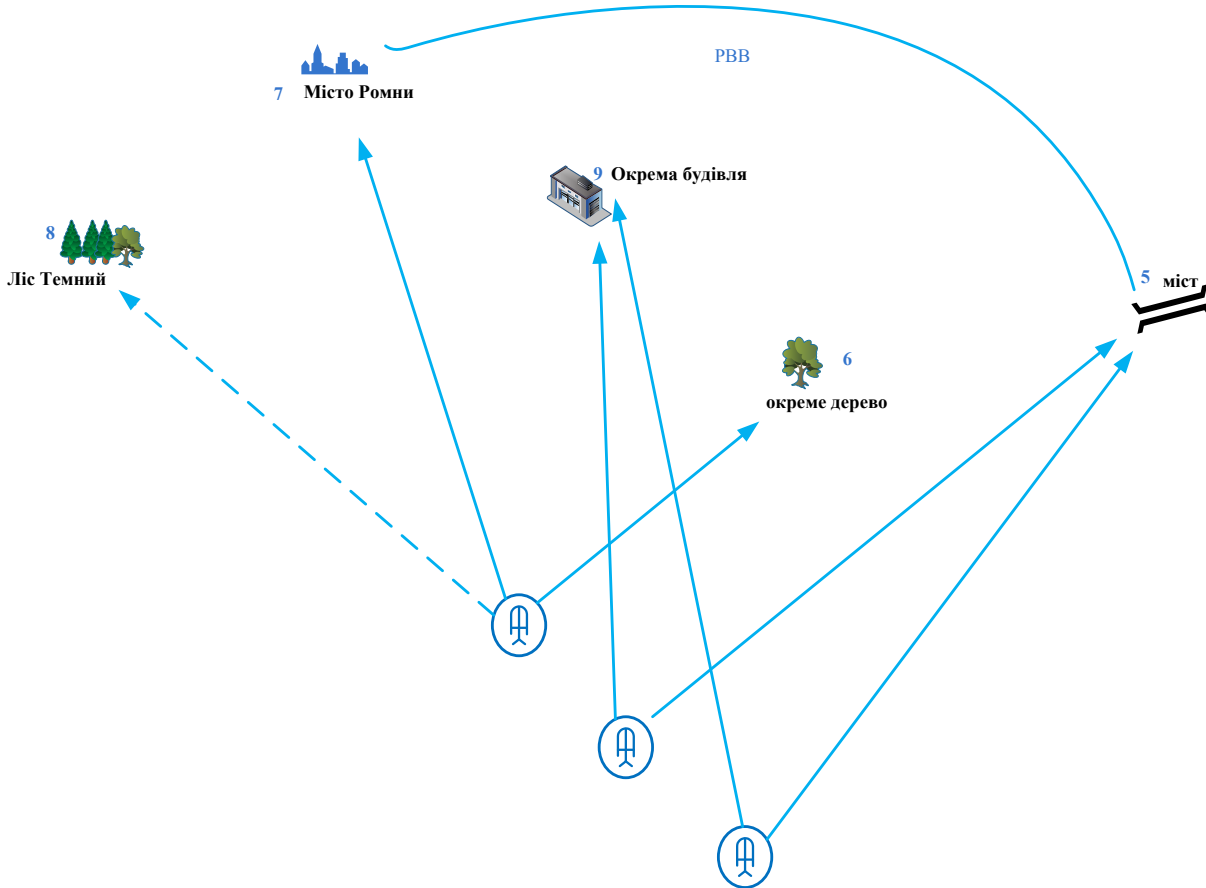 РВВ
7 Місто Ромни
9 Окрема будівля
8
Ліс Темний
5 міст
6
окреме дерево